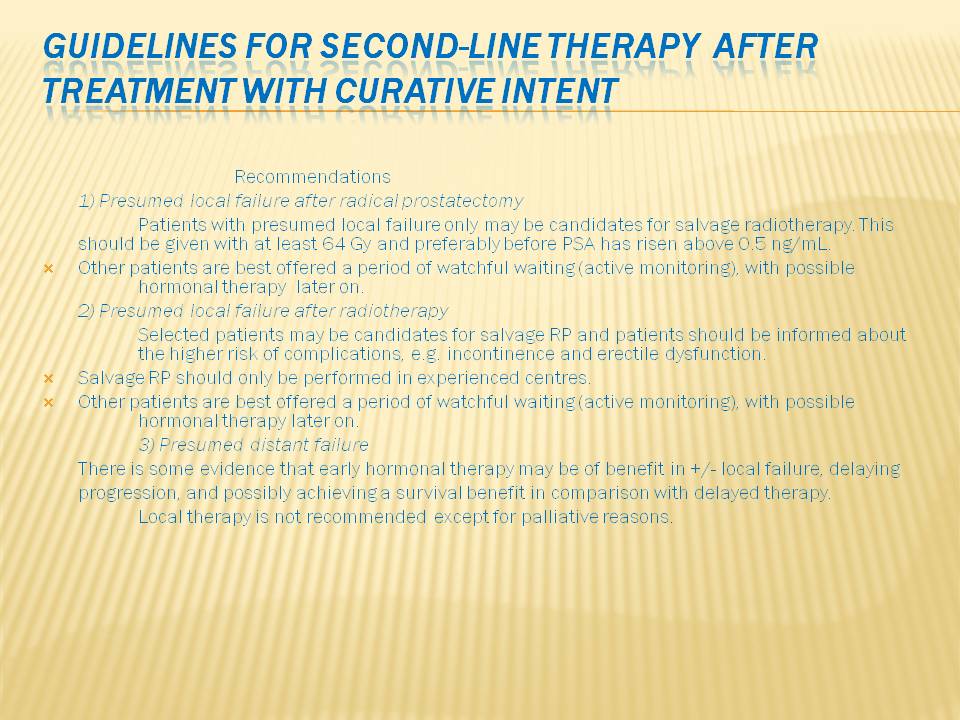 GUIDELINES FOR SECOND-LINE THERAPY AFTER
TREATMENT WITH CURATIVE INTENT
Recommendations
1) Presumed local failure after radical prostatectomy
Patients with presumed local failure only may be candidates for salvage radiotherapy. This
should be given with at least 64 Gy and preferably before PSA has risen above 0.5 ng/mL.
Other patients are best offered a period of watchful waiting (active monitoring), with possible
hormonal therapy later on.
2) Presumed local failure after radiotherapy
Selected patients may be candidates for salvage RP and patients should be informed about
the higher risk of complications, e.g. incontinence and erectile dysfunction.
Salvage RP should only be performed in experienced centres.
Other patients are best offered a period of watchful waiting (active monitoring), with possible
hormonal therapy later on.
3) Presumed distant failure
There is some evidence that early hormonal therapy may be of benefit in +/- local failure, delaying
progression, and possibly achieving a survival benefit in comparison with delayed therapy.
Local therapy is not recommended except for palliative reasons.